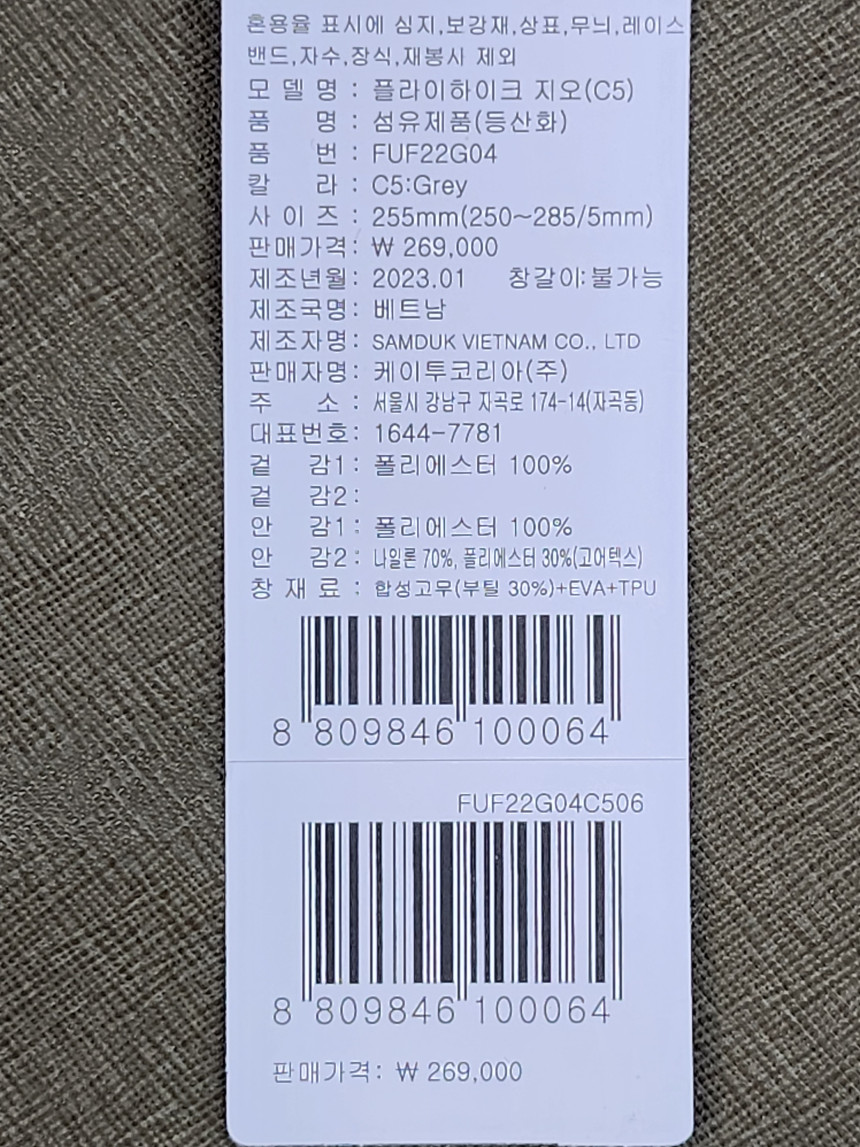 혼용율 표시에 심지,보강재,상표,무늬,레이스
밴드,자수,장식,재봉사 제외
모 델 명 : 플라이하이크 지오(C5)
품 명 : 섬유제품(등산화)
품 번 : FUF22G04
칼 라 : C5:Grey
사 이 즈 : 255mm(250~285/5mm)
판매가격: ₩ 269,000
제조년월: 2023.01 창갈이:불가능
제조국명: 베트남
제조자명: SAMDUK VIETNAM CO., LTD
판매자명: 케이투코리아(주)
주 소 : 서울시 강남구 자곡로 174-14(자곡동)
대표번호: 1644-7781
겉 감1: 폴리에스터 100%
겉 감2:
안 감1: 폴리에스터 100%
안 감2: 나일론 70%, 폴리에스터 30%(고어텍스)
창 재 료 : 합성고무(부틸 30%)+EVA+TPU
8 809846 100064
FUF22G04C506
8 809846 100064
판매가격: ₩ 269,000